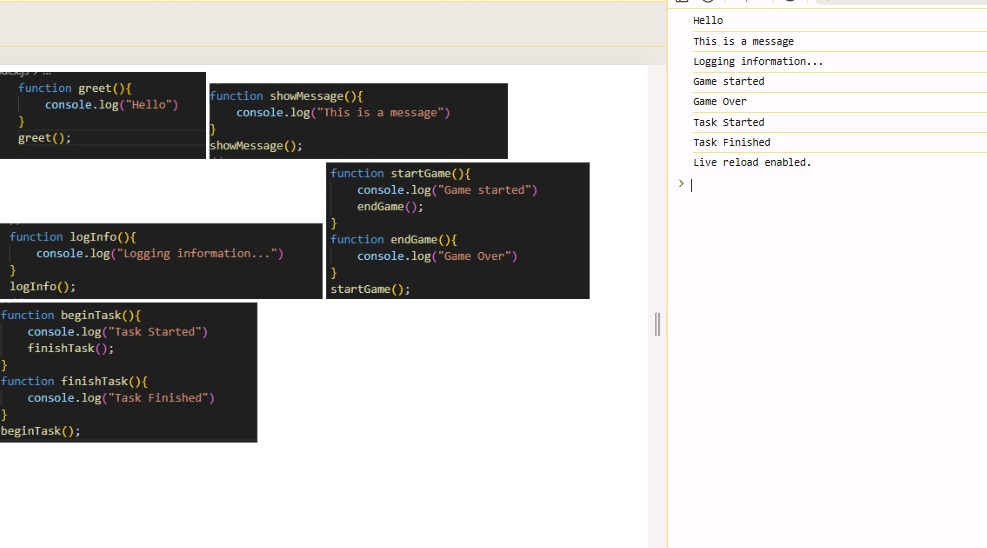 function greet(){
console.log("Hello")
}
greet();
function showMessage(){
console.log("This is a message")
}
showMessage();
function startGame(){
console.log("Game started")
endGame();
}
function endGame(){
console.log("Game Over")
}
startGame();
function logInfo(){
console.log("Logging information...")
}
logInfo();
function beginTask(){
console.log("Task Started")
finishTask();
}
function finishTask(){
console.log("Task Finished")
}
beginTask();
Hello
This is a message
Logging information...
Game started
Game Over
Task Started
Task Finished
Live reload enabled.
>